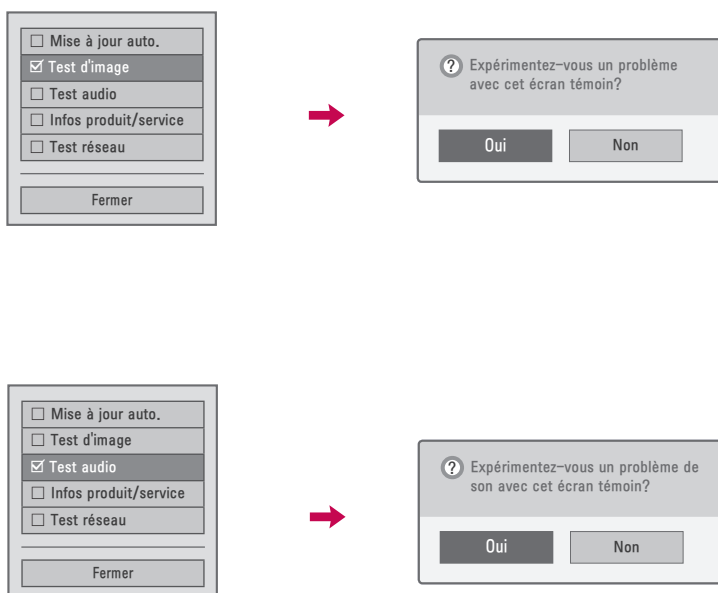 Mise à jour auto.
Test d'image
Test audio
Infos produit/service
Test réseau
Fermer
? Expérimentez-vous un problème
avec cet écran témoin?
Oui Non
Mise à jour auto.
Test d'image
Test audio
Infos produit/service
Test réseau
Fermer
? Expérimentez-vous un problème de
son avec cet écran témoin?
Oui Non